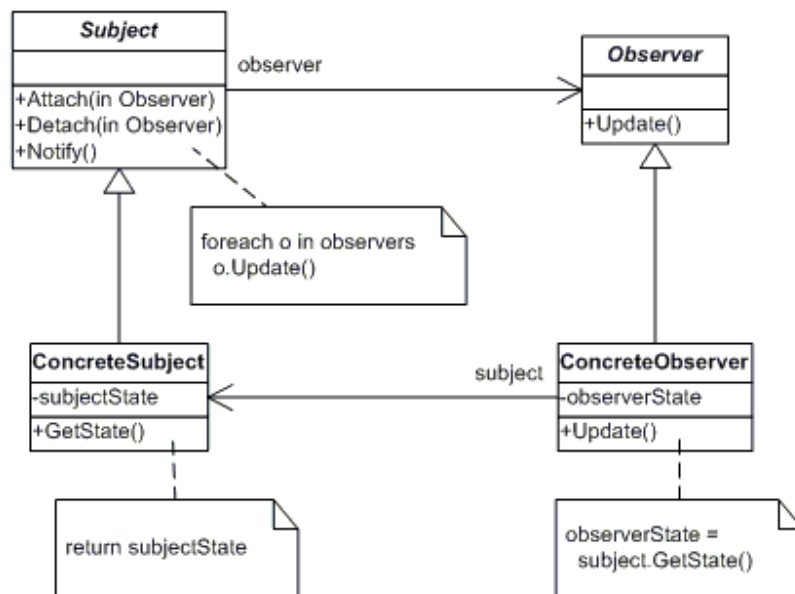 Subject
+Attach(in Observer)
+Detach(in Observer)
+Notify()
observer
Observer
+Update()
foreach o in observers
o.Update()
ConcreteSubject
-subjectState
+GetState()
subject
ConcreteObserver
-observerState
+Update()
return subjectState
observerState =
subject.GetState()